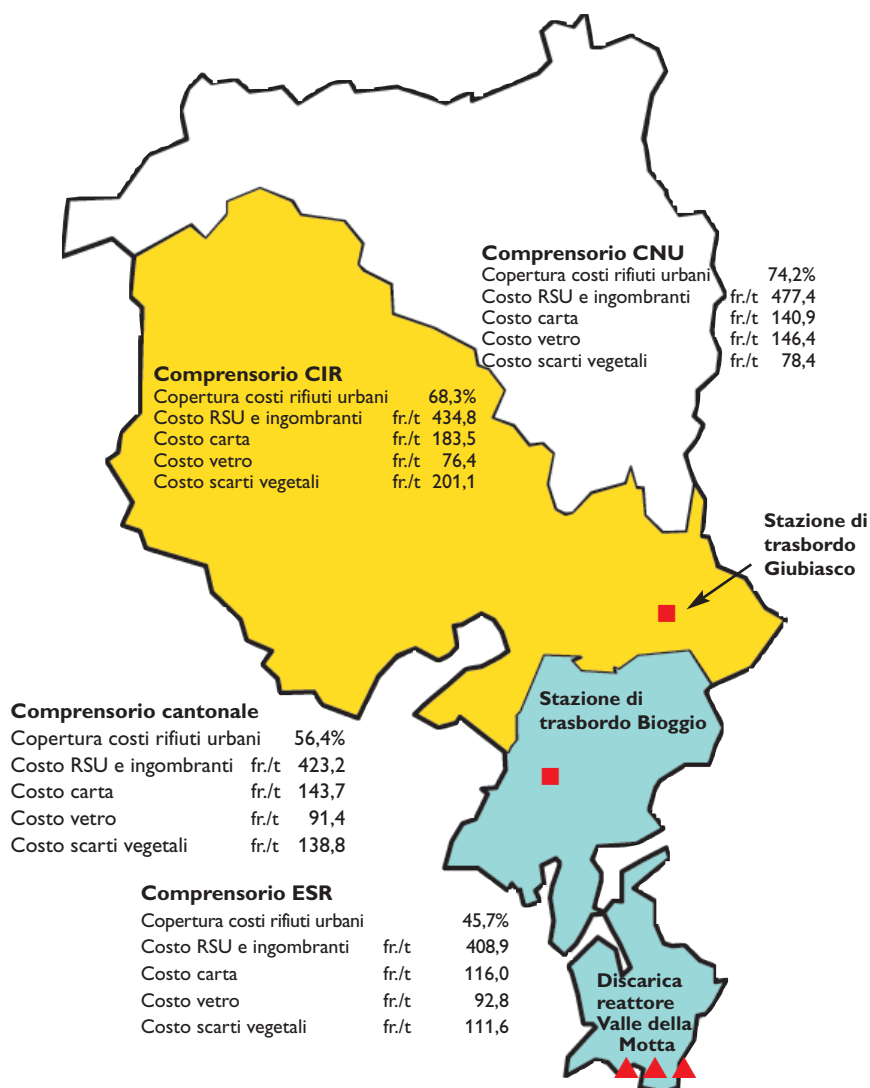 Comprensorio CNU
Copertura costi rifiuti urbani 74,2%
Costo RSU e ingombranti fr./t 477,4
Costo carta fr./t 140,9
Costo vetro fr./t 146,4
Costo scarti vegetali fr./t 78,4
Comprensorio CIR
Copertura costi rifiuti urbani 68,3%
Costo RSU e ingombranti fr./t 434,8
Costo carta fr./t 183,5
Costo vetro fr./t 76,4
Costo scarti vegetali fr./t 201,1
Stazione di
trasbordo
Giubiasco
Stazione di
trasbordo Bioggio
Comprensorio cantonale
Copertura costi rifiuti urbani 56,4%
Costo RSU e ingombranti fr./t 423,2
Costo carta fr./t 143,7
Costo vetro fr./t 91,4
Costo scarti vegetali fr./t 138,8
Comprensorio ESR
Copertura costi rifiuti urbani 45,7%
Costo RSU e ingombranti fr./t 408,9
Costo carta fr./t 116,0
Costo vetro fr./t 92,8
Costo scarti vegetali fr./t 111,6
Discarica
reattore
Valle della
Motta